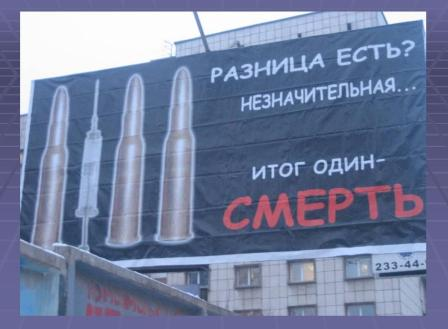 РАЗНИЦА ЕСТЬ?
НЕЗНАЧИТЕЛЬНАЯ...
ИТОГ ОДИН-
СМЕРТЬ
233-44-